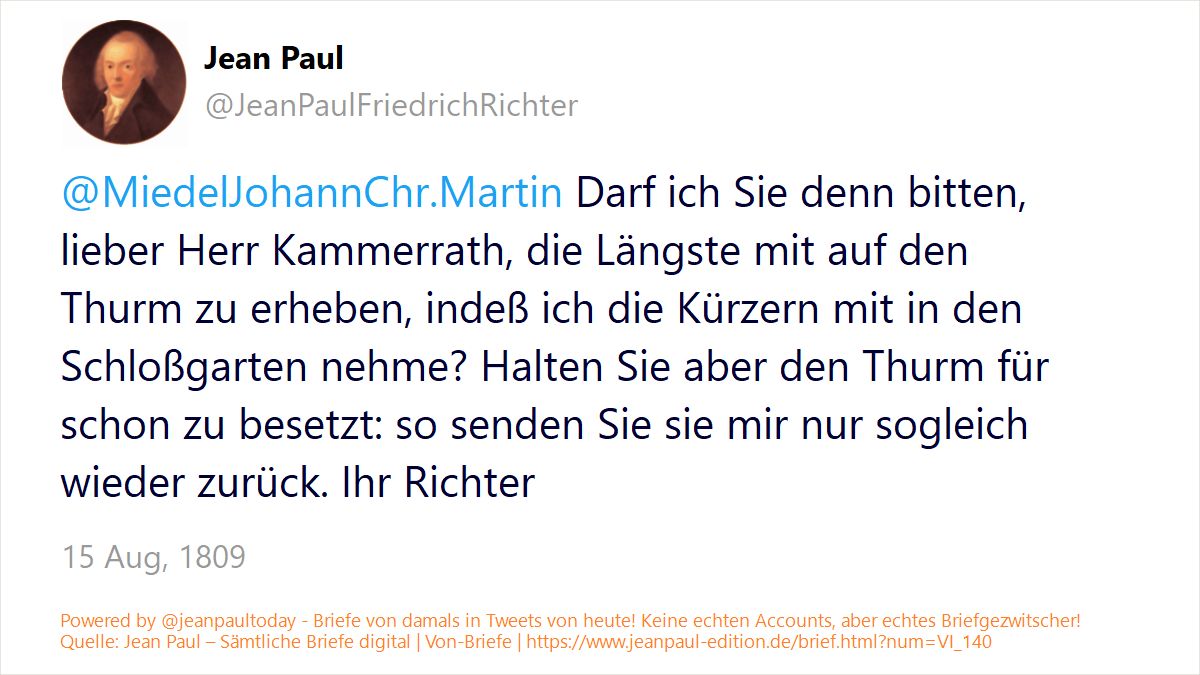 Jean Paul
@JeanPaulFriedrichRichter
@MiedelJohannChr.Martin Darf ich Sie denn bitten,
lieber Herr Kammerrath, die Längste mit auf den
Thurm zu erheben, indeß ich die Kürzern mit in den
Schloßgarten nehme? Halten Sie aber den Thurm für
schon zu besetzt: so senden Sie sie mir nur sogleich
wieder zurück. Ihr Richter
15 Aug, 1809
Powered by @jeanpaultoday - Briefe von damals in Tweets von heute! Keine echten Accounts, aber echtes Briefgezwitscher!
Quelle: Jean Paul – Sämtliche Briefe digital | Von-Briefe | https://www.jeanpaul-edition.de/brief.html?num=VI_140